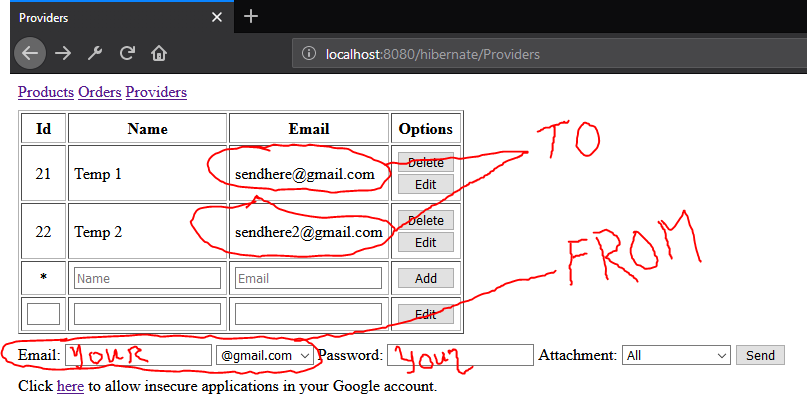 Providers
localhost:8080/hibernate/Providers
Products Orders Providers
Id Name Email Options
21 Temp 1 sendhere@gmail.com Delete
Edit
TO
22 Temp 2 sendhere2@gmail.com Delete
Edit
FROM
* Name Email Add
Edit
Email: YOUR @gmail.com Password: YOUR Attachment: All Send
Click here to allow insecure applications in your Google account.